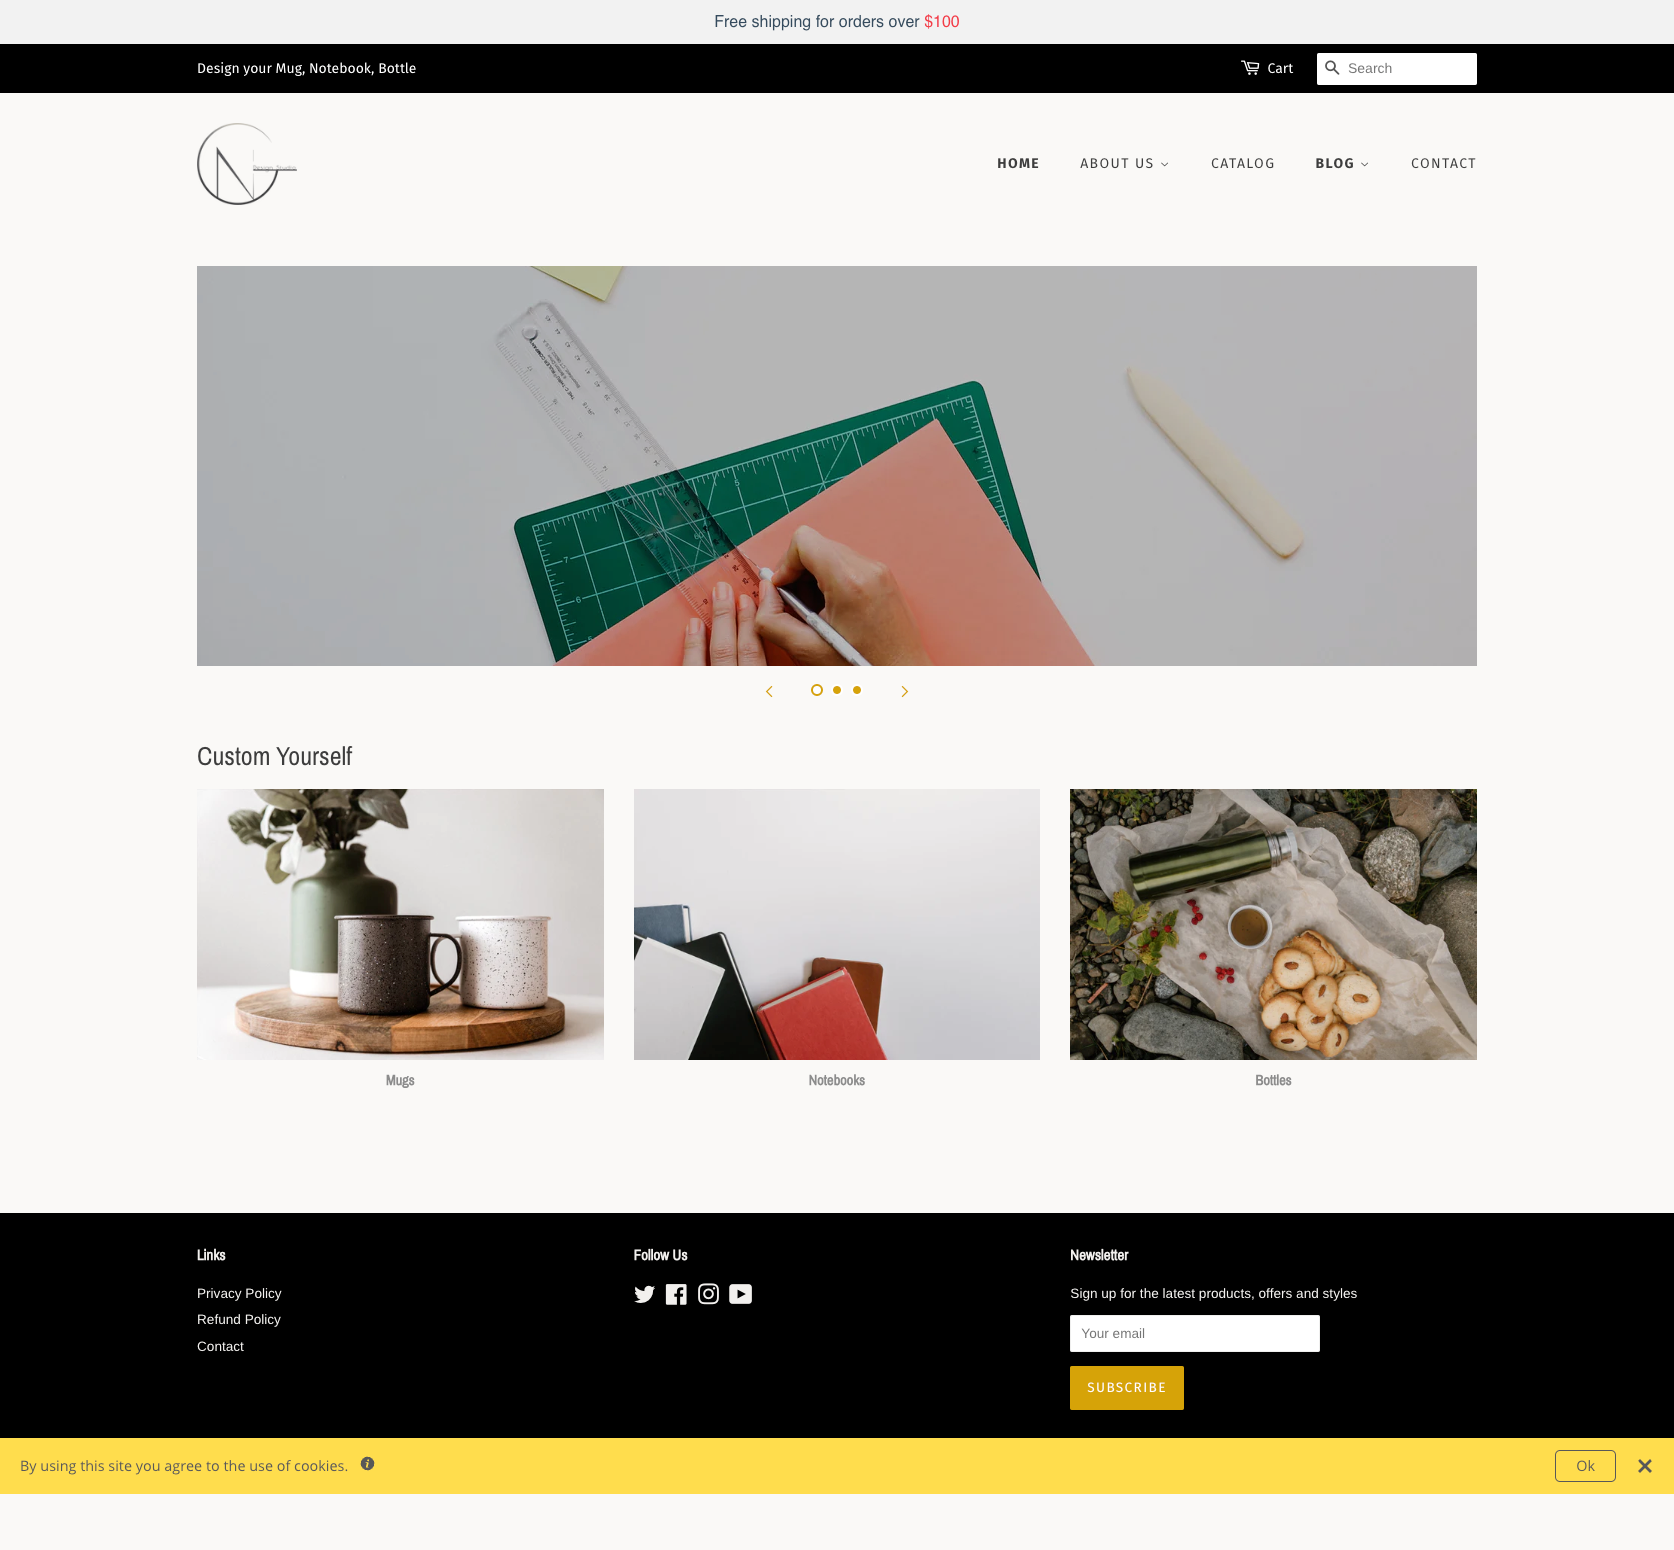 Free shipping for orders over $100
Design your Mug, Notebook, Bottle
Cart
Search
HOME
ABOUT US
CATALOG
BLOG
CONTACT
Custom Yourself
Mugs
Notebooks
Bottles
Links
Follow Us
Newsletter
Privacy Policy
Refund Policy
Contact
Sign up for the latest products, offers and styles
Your email
SUBSCRIBE
By using this site you agree to the use of cookies.
Ok